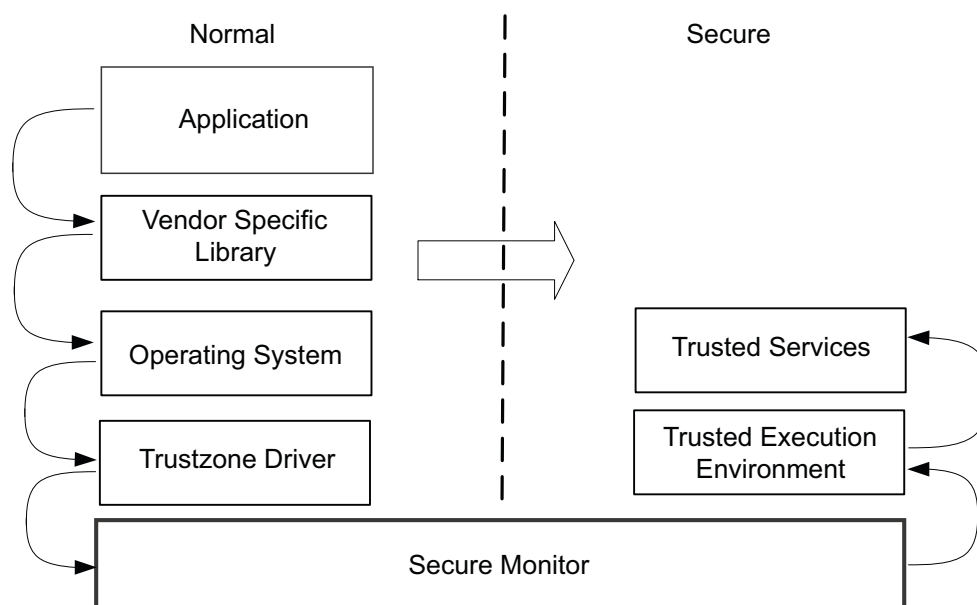 Normal
Secure
Application
Vendor Specific
Library
Operating System
Trusted Services
Trustzone Driver
Trusted Execution
Environment
Secure Monitor